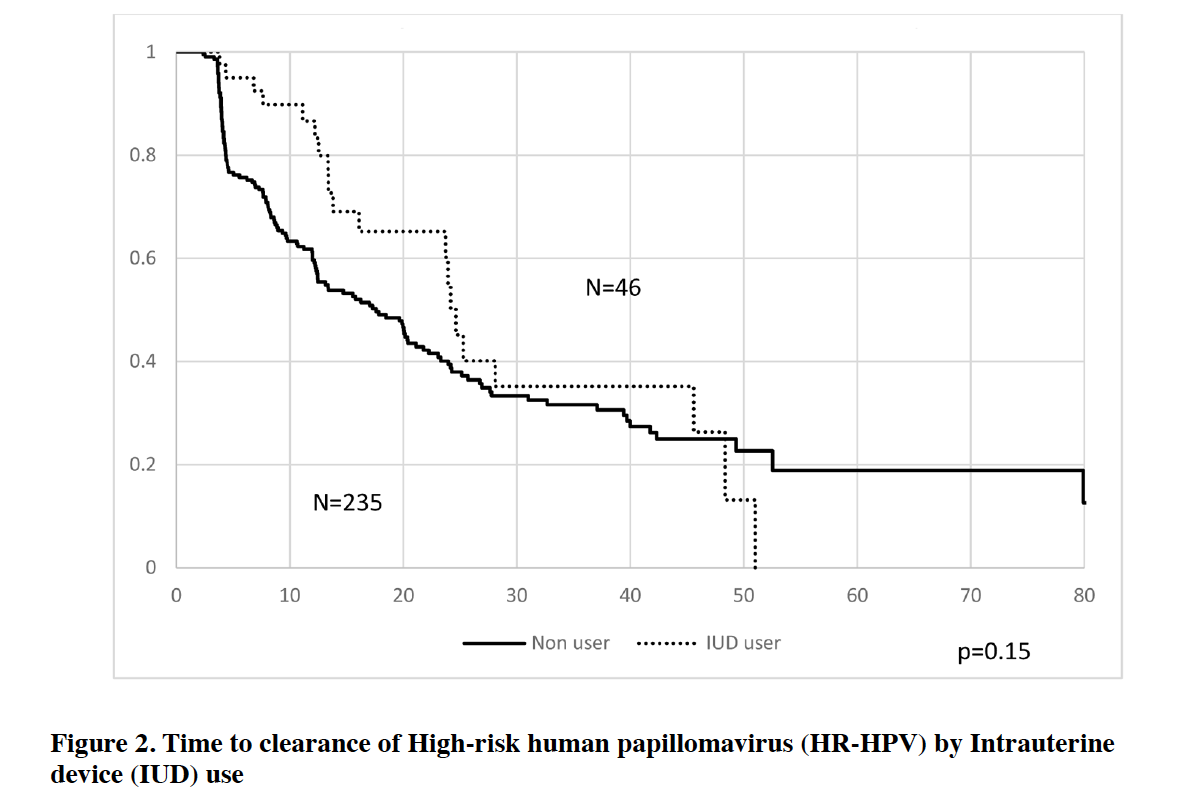 1
0.8
0.6
N=46
0.4
0.2
N=235
0
0 10 20 30 40 50 60 70 80
Non user IUD user
p=0.15
Figure 2. Time to clearance of High-risk human papillomavirus (HR-HPV) by Intrauterine
device (IUD) use